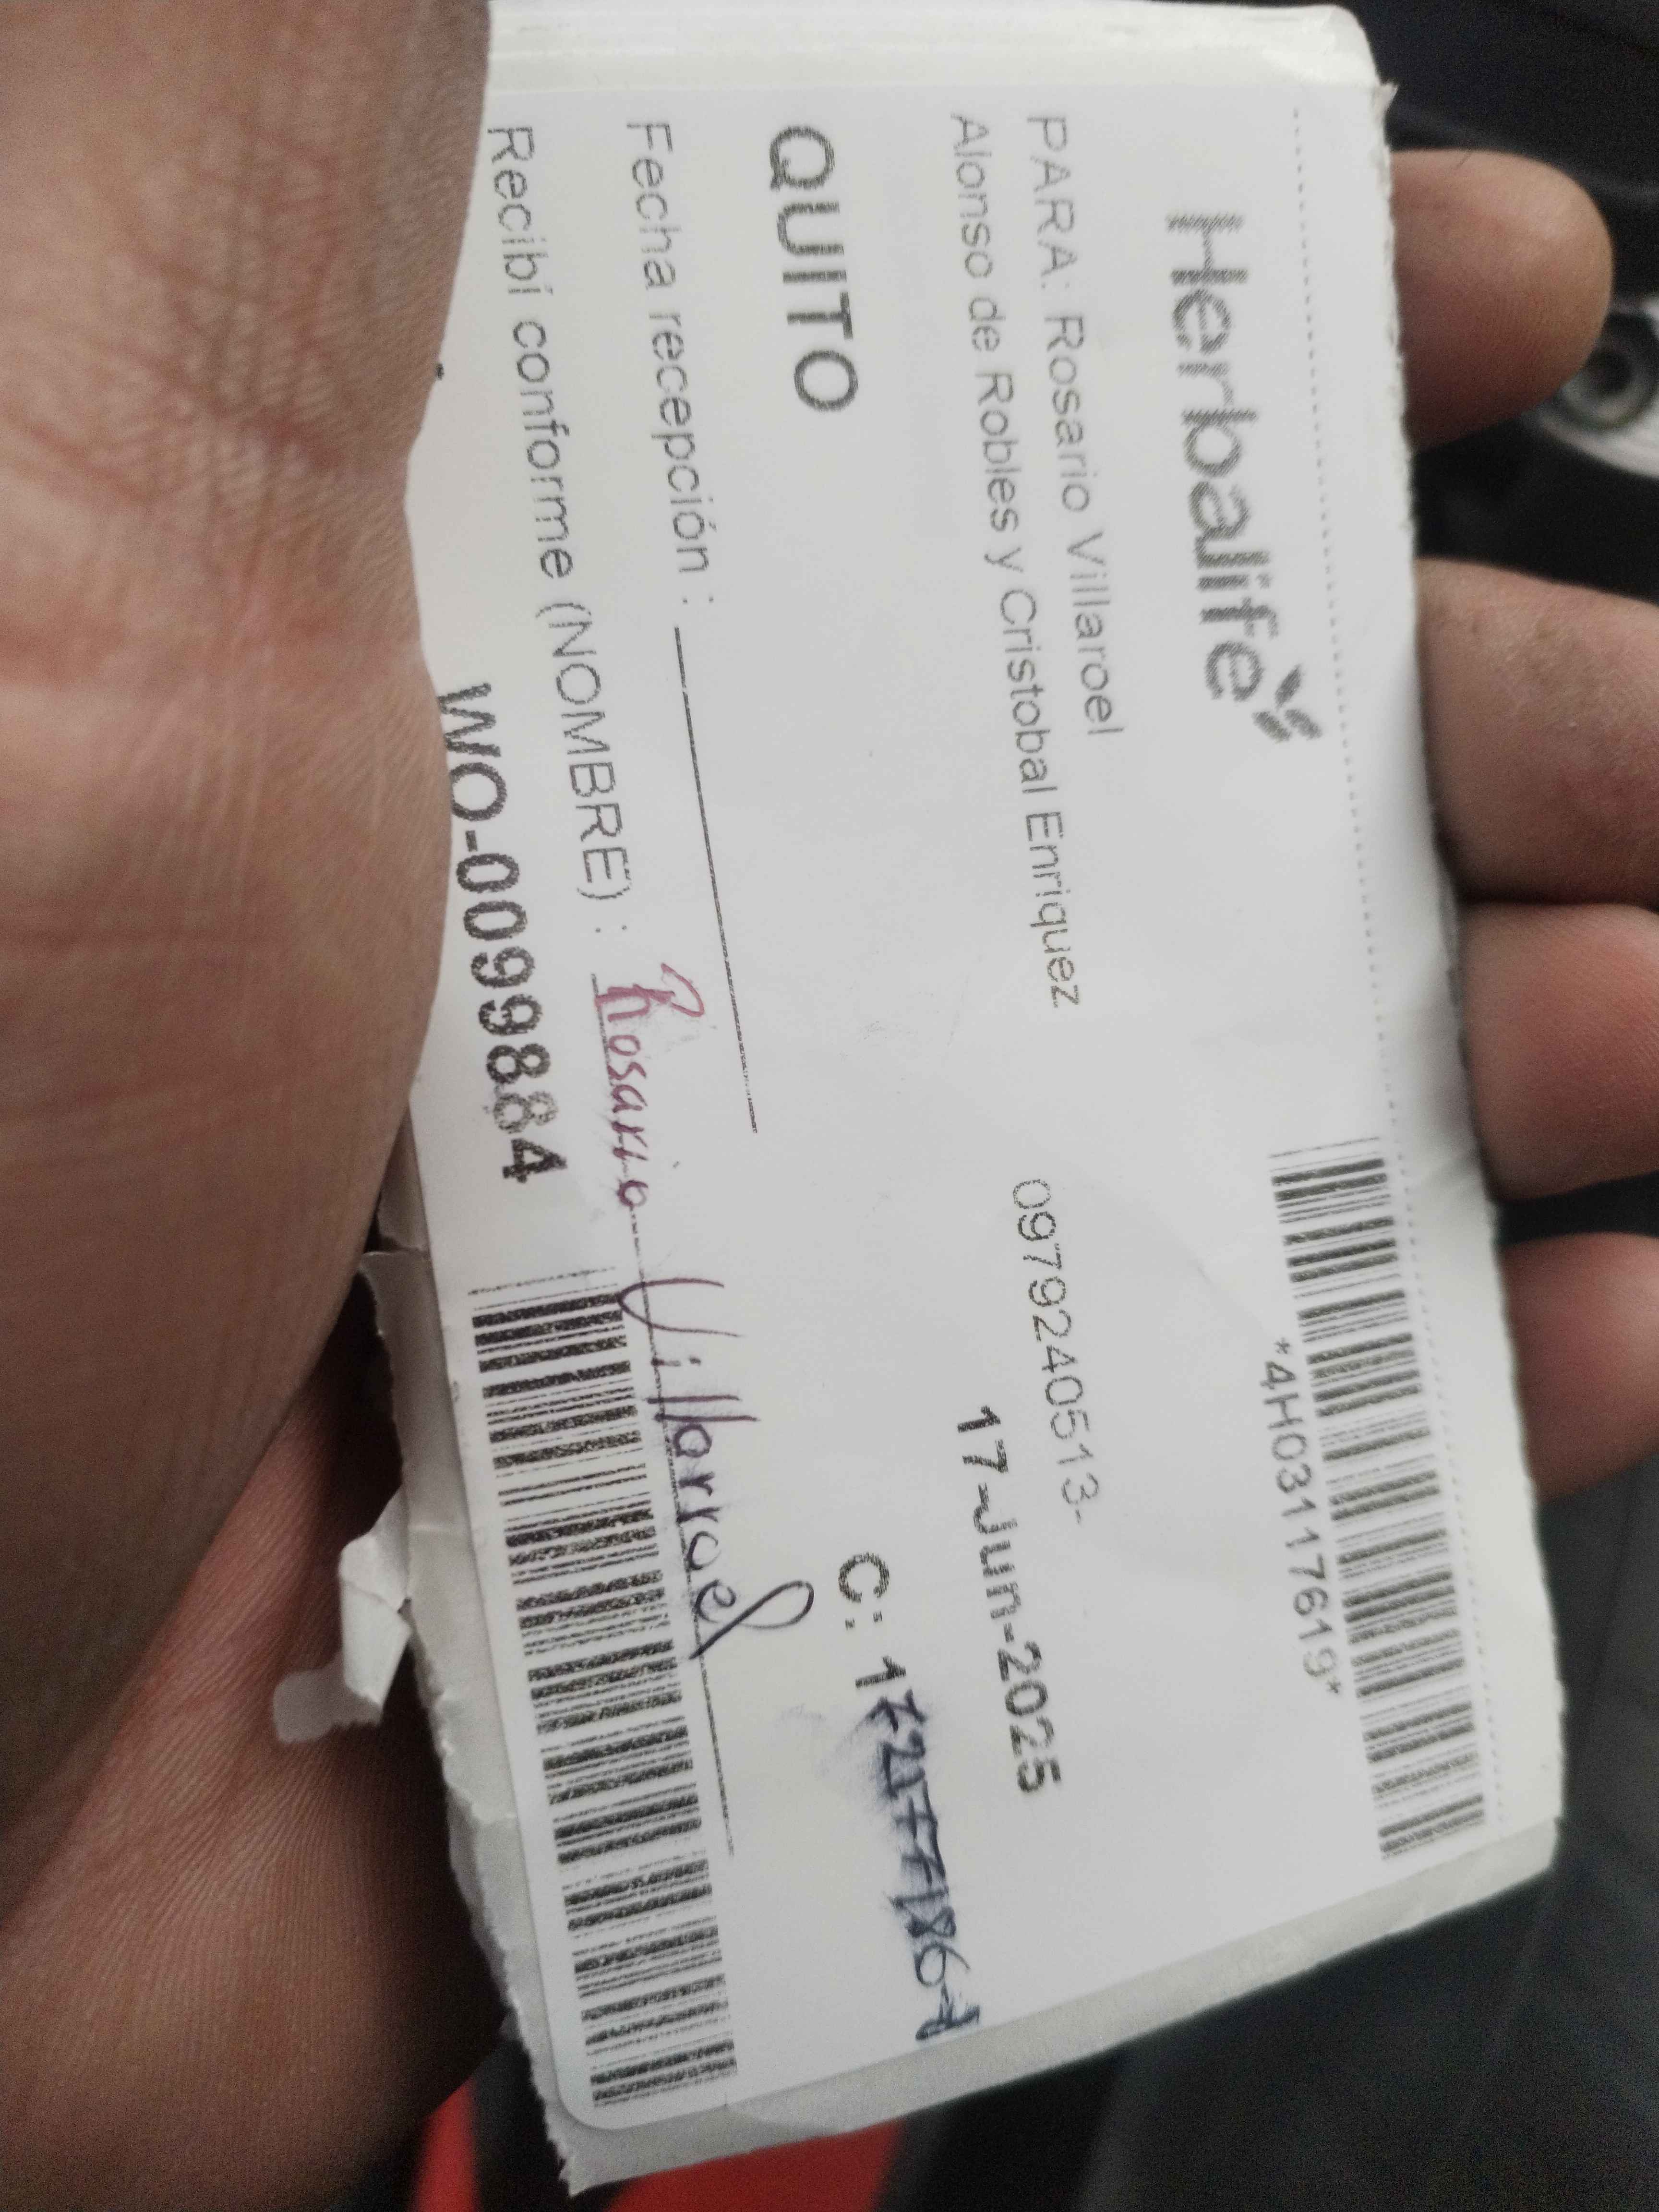 Herbalife
*4H03117619*
PARA: Rosario Villaroel
Alonso de Robles y Cristobal Enriquez
0979240513-
17-Jun-2025
QUITO
C: 1
Fecha recepción :
Recibí conforme (NOMBRE) : Rosario Villarroel
WO-0099884